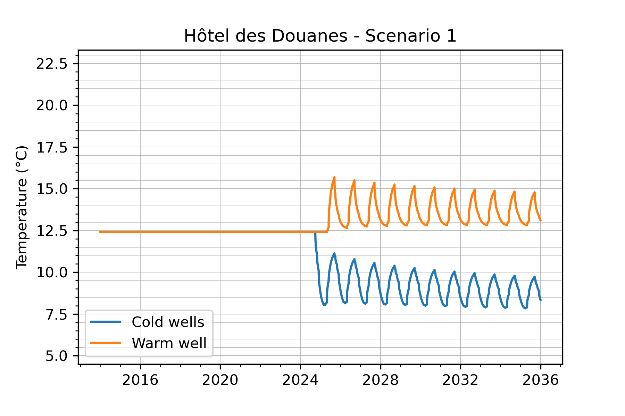 Hôtel des Douanes - Scenario 1
Temperature (°C)
22.5
20.0
17.5
15.0
12.5
10.0
7.5
5.0
Cold wells
Warm well
2016 2020 2024 2028 2032 2036